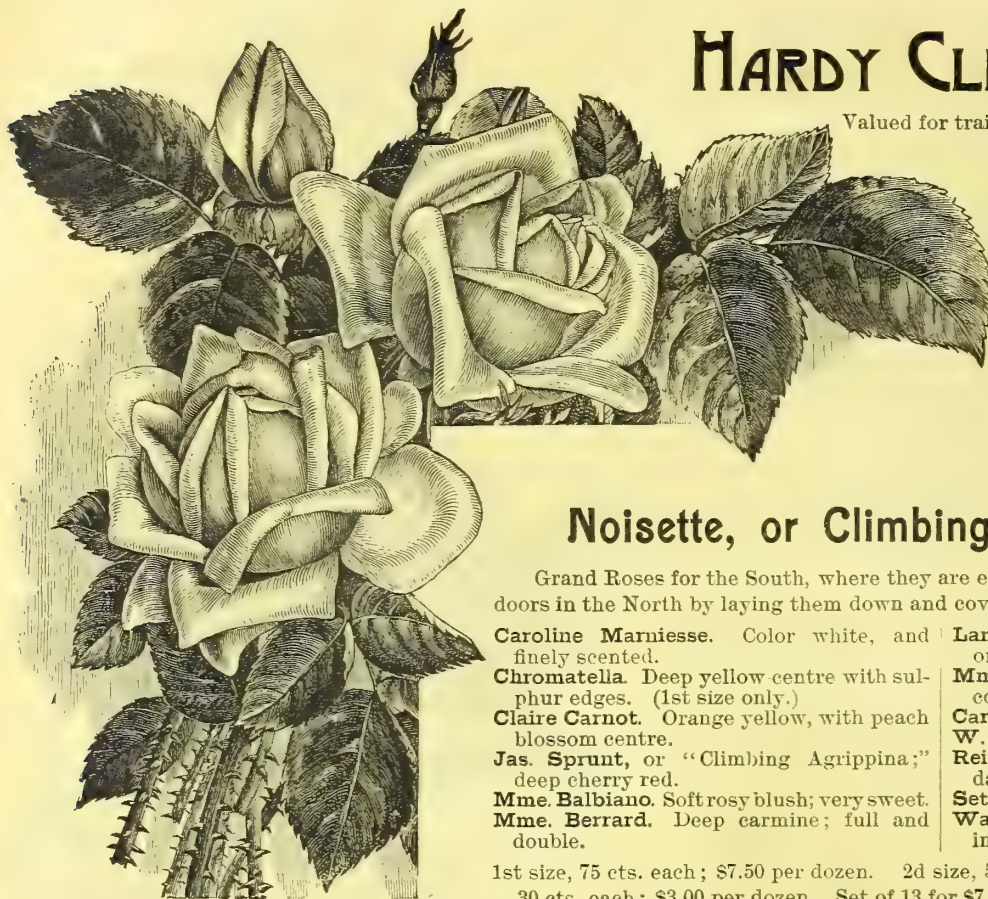 HARDY CLI
Valued for trai
Noisette, or Climbing
Grand Roses for the South, where they are e
doors in the North by laying them down and cov
Caroline Marniesse. Color white, and
finely scented.
Chromatella. Deep yellow centre with sul-
phur edges. (1st size only.)
Claire Carnot. Orange yellow, with peach
blossom centre.
Jas. Sprunt, or "Climbing Agrippina;"
deep cherry red.
Mme. Balbiano. Soft rosy blush; very sweet.
Mme. Berrard. Deep carmine; full and
double.
Lar
or
Mm
co
Car
W.
Rei
da
Set
Wa
in
1st size, 75 cts. each; $7.50 per dozen. 2d size,
30 cts. each; $3.00 per dozen. Set of 13 for $7